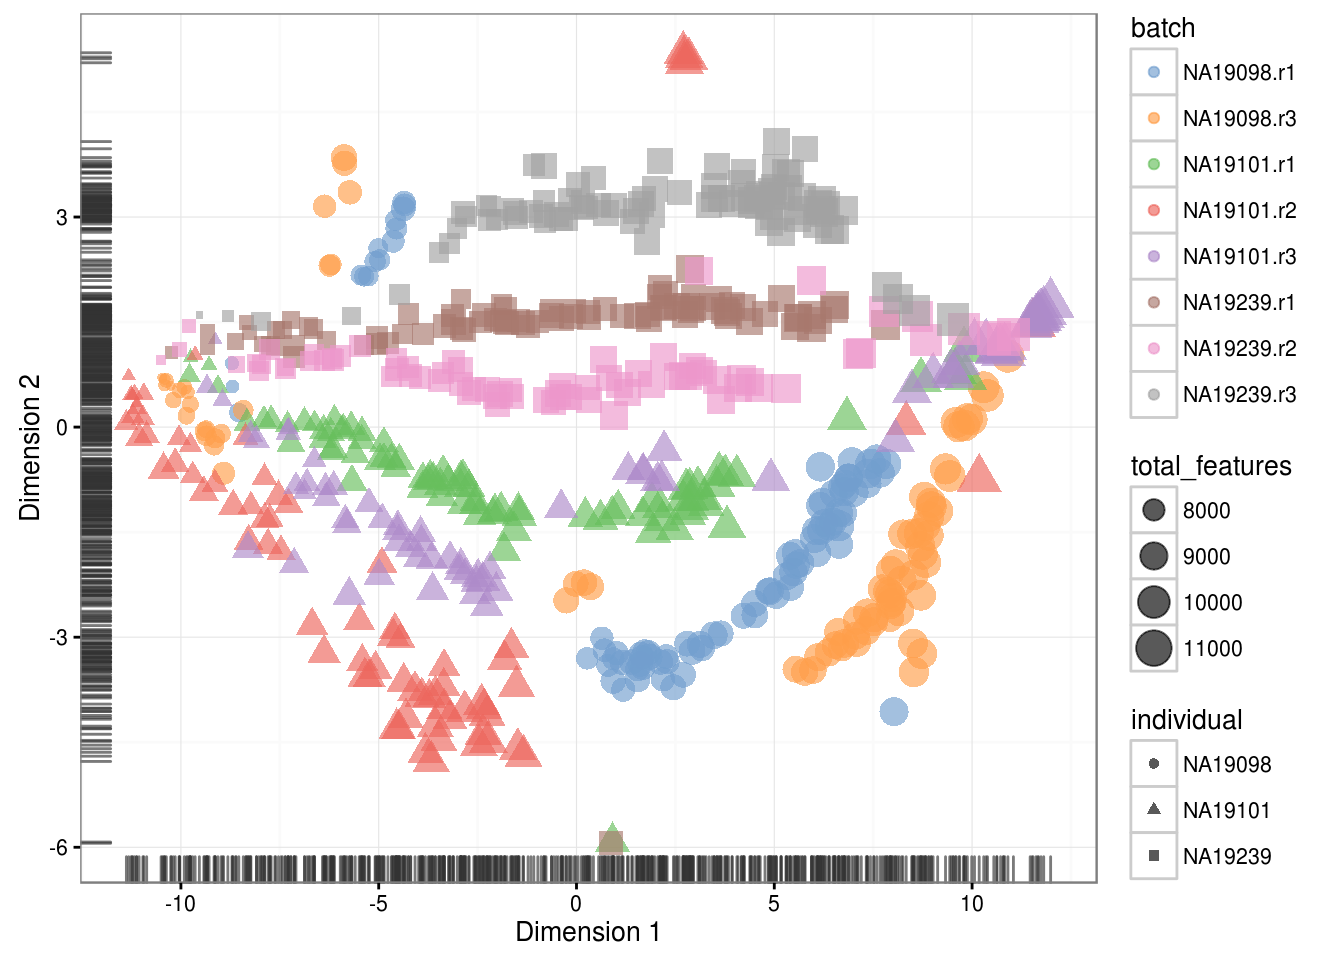 batch
NA19098.r1
NA19098.r3
NA19101.r1
NA19101.r2
NA19101.r3
NA19239.r1
NA19239.r2
NA19239.r3
total_features
8000
9000
10000
11000
individual
NA19098
NA19101
NA19239
3
0
-3
-6
Dimension 2
-10
-5
0
5
10
Dimension 1